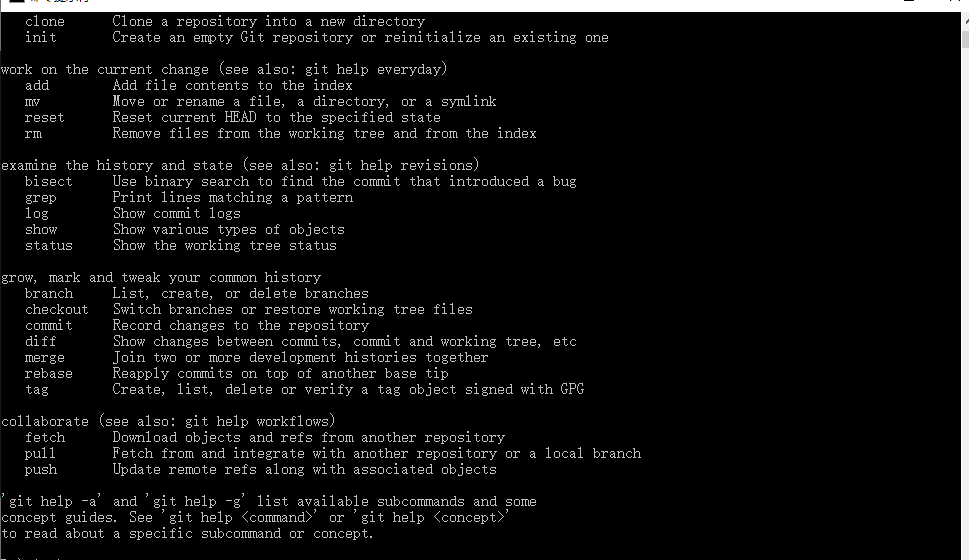 clone      Clone a repository into a new directory
init       Create an empty Git repository or reinitialize an existing one
work on the current change (see also: git help everyday)
add        Add file contents to the index
mv         Move or rename a file, a directory, or a symlink
reset      Reset current HEAD to the specified state
rm         Remove files from the working tree and from the index
examine the history and state (see also: git help revisions)
bisect     Use binary search to find the commit that introduced a bug
grep       Print lines matching a pattern
log        Show commit logs
show       Show various types of objects
status     Show the working tree status
grow, mark and tweak your common history
branch     List, create, or delete branches
checkout   Switch branches or restore working tree files
commit     Record changes to the repository
diff       Show changes between commits, commit and working tree, etc
merge      Join two or more development histories together
rebase     Reapply commits on top of another base tip
tag        Create, list, delete or verify a tag object signed with GPG
collaborate (see also: git help workflows)
fetch      Download objects and refs from another repository
pull       Fetch from and integrate with another repository or a local branch
push       Update remote refs along with associated objects
'git help -a' and 'git help -g' list available subcommands and some
concept guides. See 'git help <command>' or 'git help <concept>'
to read about a specific subcommand or concept.